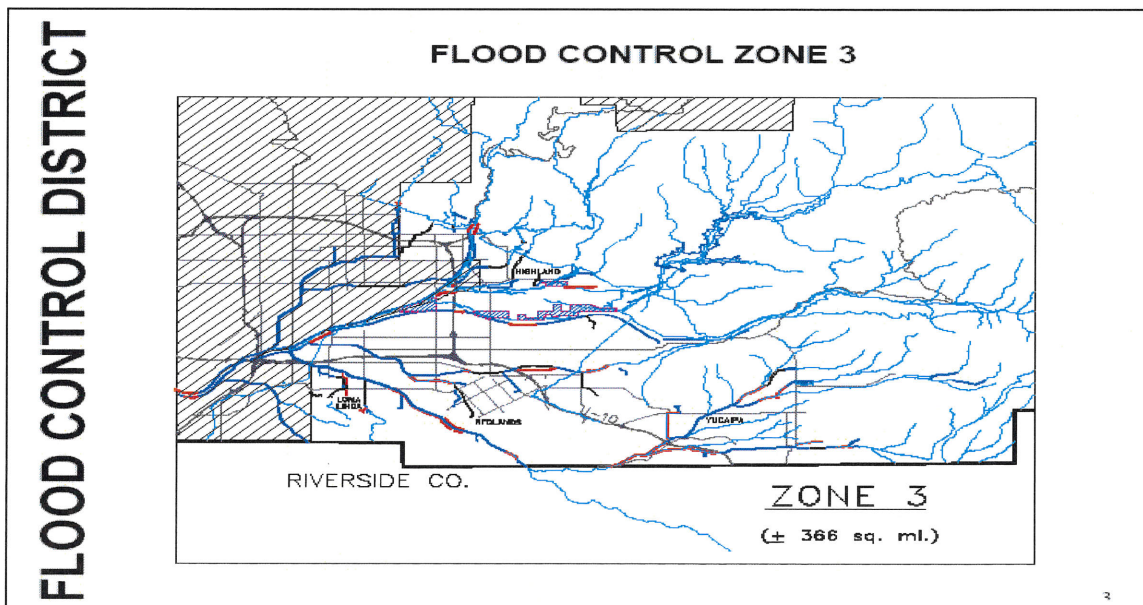 FLOOD CONTROL DISTRICT
FLOOD CONTROL ZONE 3
HIGHLAND
LOMA
LINDA
REDLANDS
I-10
YUCAIPA
RIVERSIDE CO.
ZONE 3
(± 366 sq. mi.)
3